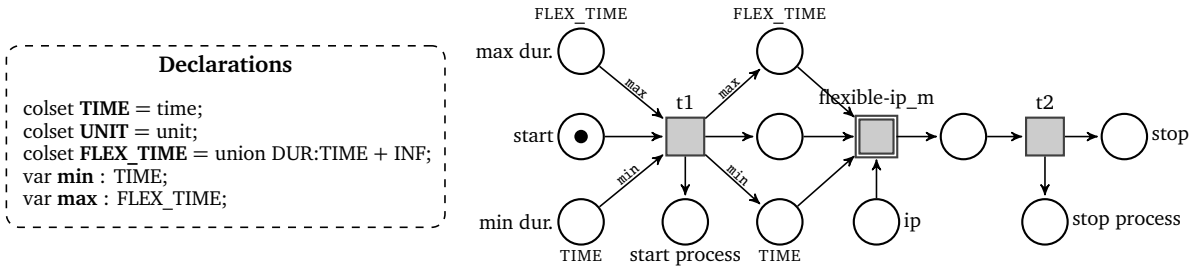 Declarations
colset TIME = time;
colset UNIT = unit;
colset FLEX_TIME = union DUR:TIME + INF;
var min : TIME;
var max : FLEX_TIME;
FLEX_TIME
FLEX_TIME
max dur.
max
max
t1
flexible-ip_m
t2
start
stop
min
min
min dur.
ip
stop process
TIME
start process
TIME